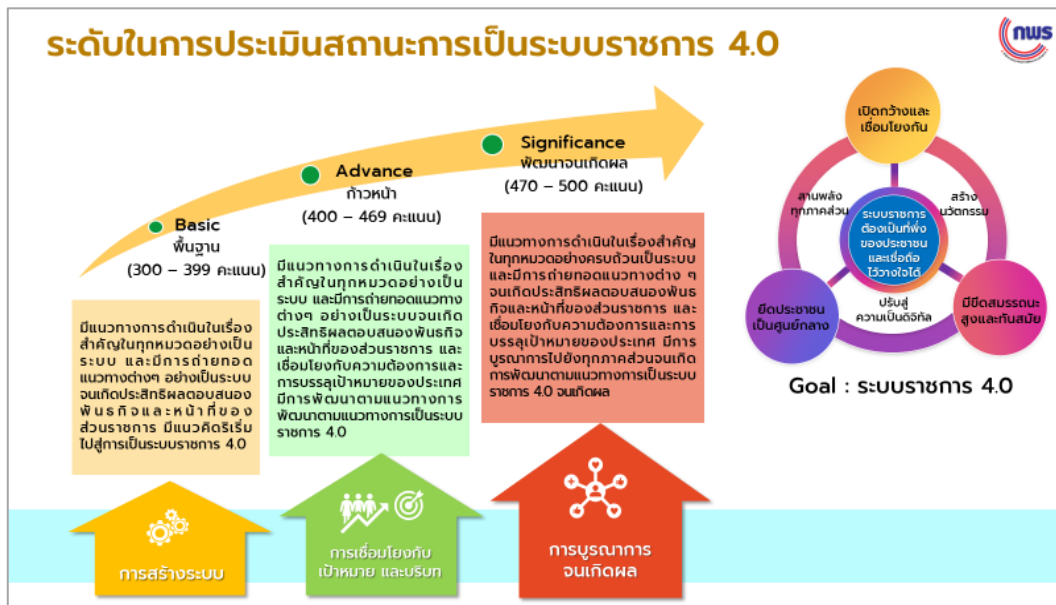 ระดับในการประเมินสถานะการเป็นระบบราชการ 4.0
กพร
Basic
พื้นฐาน
(300 – 399 คะแนน)
Advance
ก้าวหน้า
(400 – 469 คะแนน)
Significance
พัฒนาจนเกิดผล
(470 – 500 คะแนน)
มีแนวทางการดำเนินในเรื่อง
สำคัญในทุกหมวดอย่างเป็น
ระบบ และมีการถ่ายทอด
แนวทางต่างๆ อย่างเป็นระบบ
จนเกิดประสิทธิผลตอบสนอง
พันธกิจและหน้าที่ของ
ส่วนราชการ มีแนวคิดริเริ่ม
ไปสู่การเป็นระบบราชการ 4.0
มีแนวทางการดำเนินในเรื่อง
สำคัญในทุกหมวดอย่างเป็น
ระบบ และมีการถ่ายทอดแนวทาง
ต่างๆ อย่างเป็นระบบจนเกิด
ประสิทธิผลตอบสนองพันธกิจ
และหน้าที่ของส่วนราชการ และ
เชื่อมโยงกับความต้องการและ
การบรรลุเป้าหมายของประเทศ
มีการพัฒนาตามแนวทางการ
พัฒนาตามแนวทางการเป็นระบบ
ราชการ 4.0
มีแนวทางการดำเนินในเรื่องสำคัญ
ในทุกหมวดอย่างครบถ้วนเป็นระบบ
และมีการถ่ายทอดแนวทางต่าง ๆ
จนเกิดประสิทธิผลตอบสนองพันธ
กิจและหน้าที่ของส่วนราชการ และ
เชื่อมโยงกับความต้องการและการ
บรรลุเป้าหมายของประเทศ มีการ
บูรณาการไปยังทุกภาคส่วนจนเกิด
การพัฒนาตามแนวทางการเป็นระบบ
ราชการ 4.0 จนเกิดผล
การสร้างระบบ
การเชื่อมโยงกับ
เป้าหมาย และบริบท
การบูรณาการ
จนเกิดผล
เปิดกว้างและ
เชื่อมโยงกัน
สานพลัง
ทุกภาคส่วน
สร้าง
นวัตกรรม
ระบบราชการ
ต้องเป็นที่พึ่ง
ของประชาชน
และเชื่อถือ
ไว้วางใจได้
ยึดประชาชน
เป็นศูนย์กลาง
ปรับสู่
ความเป็นดิจิทัล
มีขีดสมรรถนะ
สูงและทันสมัย
Goal : ระบบราชการ 4.0